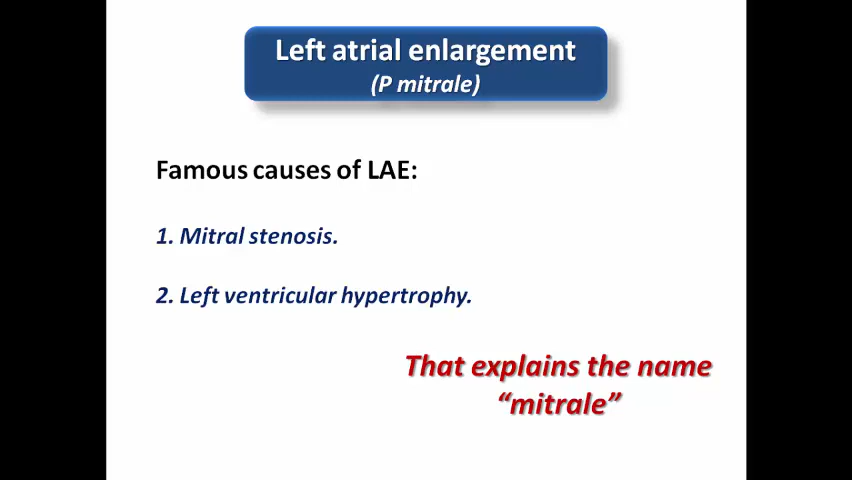 Left atrial enlargement
(P mitrale)
Famous causes of LAE:
1. Mitral stenosis.
2. Left ventricular hypertrophy.
That explains the name
“mitrale”